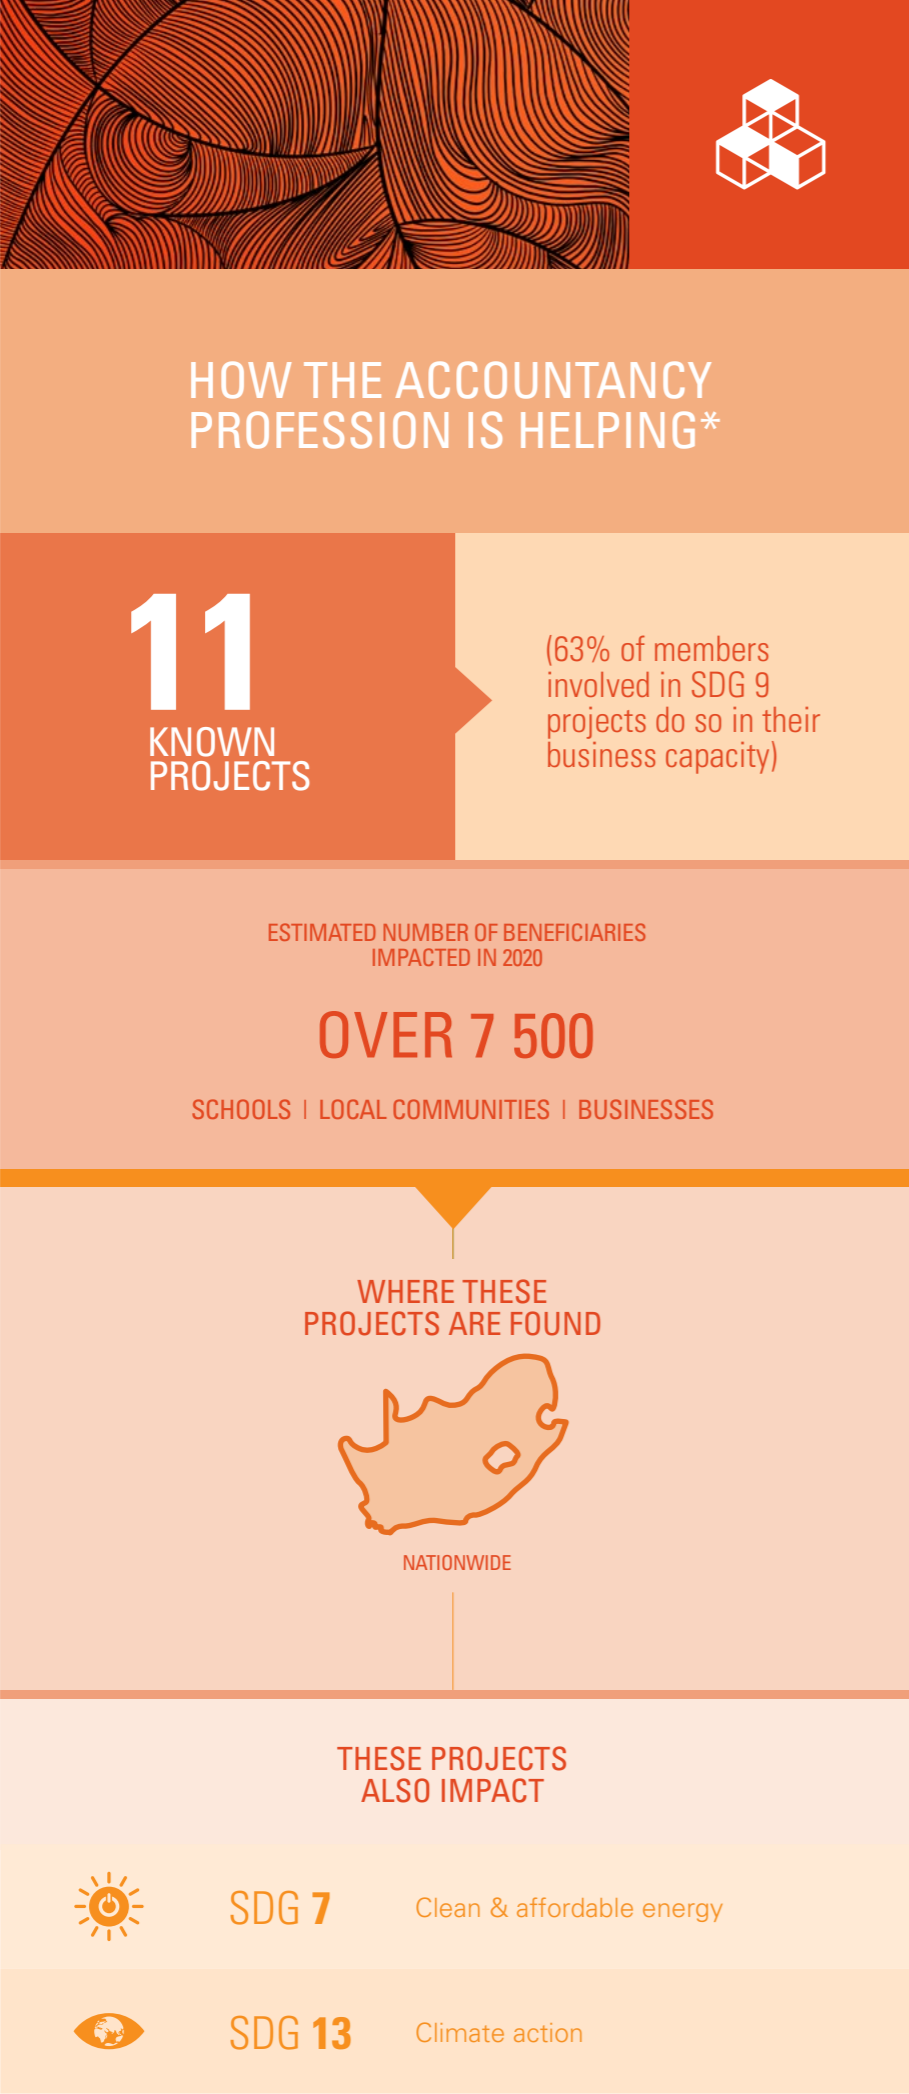 HOW THE ACCOUNTANCY
PROFESSION IS HELPING*
11
KNOWN
PROJECTS
(63% of members
involved in SDG 9
projects do so in their
business capacity)
ESTIMATED NUMBER OF BENEFICIARIES
IMPACTED IN 2020
OVER 7 500
SCHOOLS | LOCAL COMMUNITIES | BUSINESSES
WHERE THESE
PROJECTS ARE FOUND
NATIONWIDE
THESE PROJECTS
ALSO IMPACT
SDG 7 Clean & affordable energy
SDG 13 Climate action